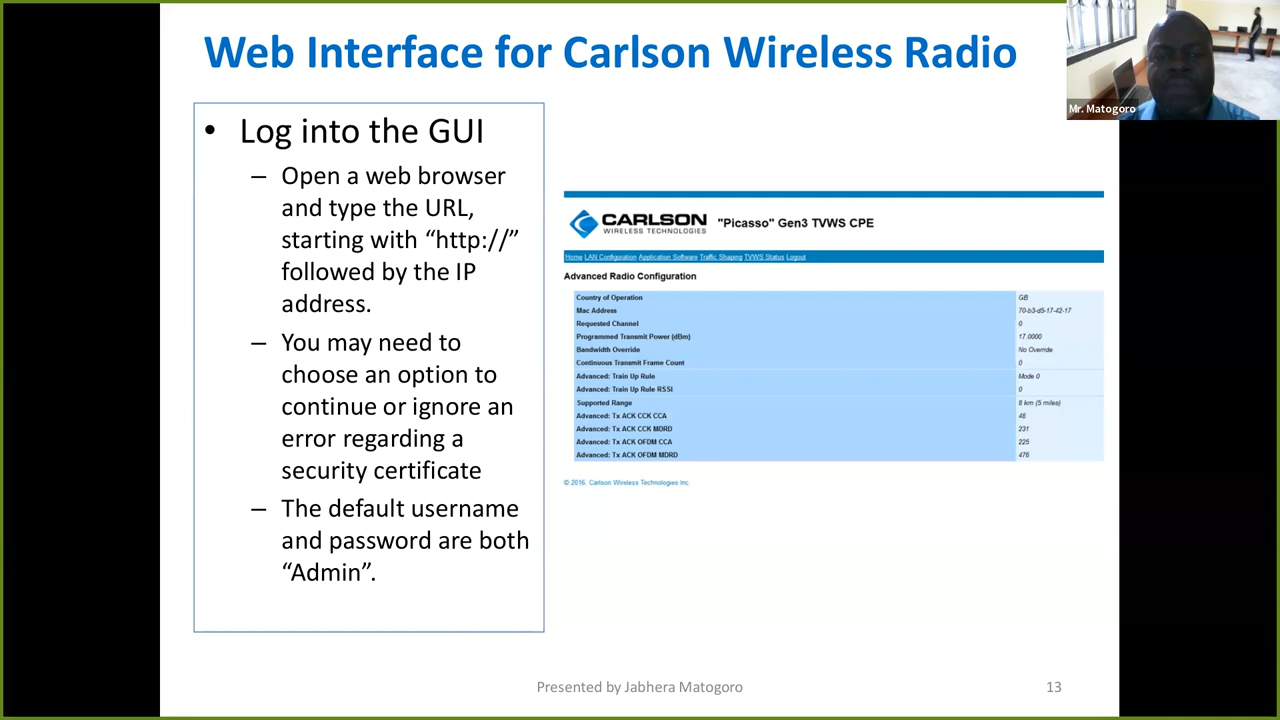 Web Interface for Carlson Wireless Radio
Mr. Matogoro
• Log into the GUI
– Open a web browser
and type the URL,
starting with “http://”
followed by the IP
address.
– You may need to
choose an option to
continue or ignore an
error regarding a
security certificate
– The default username
and password are both
“Admin”.
CARLSON
WIRELESS TECHNOLOGIES
"Picasso" Gen3 TVWS CPE
Home LAN Configuration Application Software Traffic Shaping TVWS Status Logout
Advanced Radio Configuration
Country of Operation GB
Mac Address 70-b3-d5-17-42-17
Requested Channel 0
Programmed Transmit Power (dBm) 17.0000
Bandwidth Override No Override
Continuous Transmit Frame Count 0
Advanced: Train Up Rule Mode 0
Advanced: Train Up Rule RSSI 0
Supported Range 8 km (5 miles)
Advanced: Tx ACK CCK CCA 48
Advanced: Tx ACK CCK MDRD 231
Advanced: Tx ACK OFDM CCA 225
Advanced: Tx ACK OFDM MDRD 476
© 2016, Carlson Wireless Technologies Inc.
Presented by Jabhera Matogoro
13